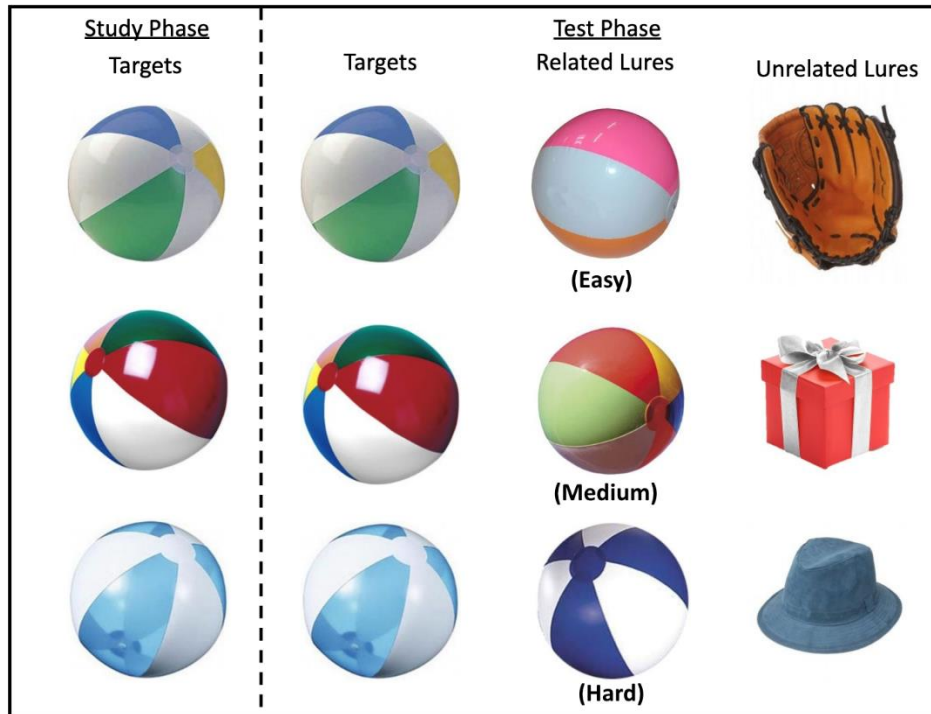 Study Phase
Test Phase
Targets
Targets
Related Lures
Unrelated Lures
(Easy)
(Medium)
(Hard)